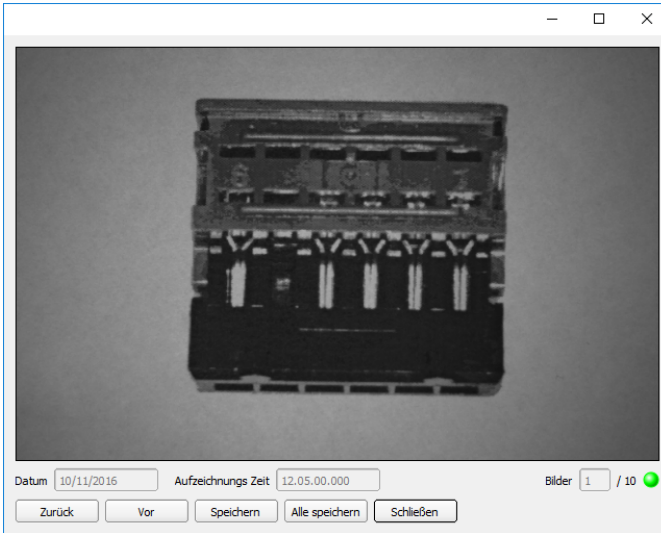 Datum 10/11/2016 Aufzeichnungs Zeit 12.05.00.000 Bilder 1 / 10
Zurück Vor Speichern Alle speichern Schließen